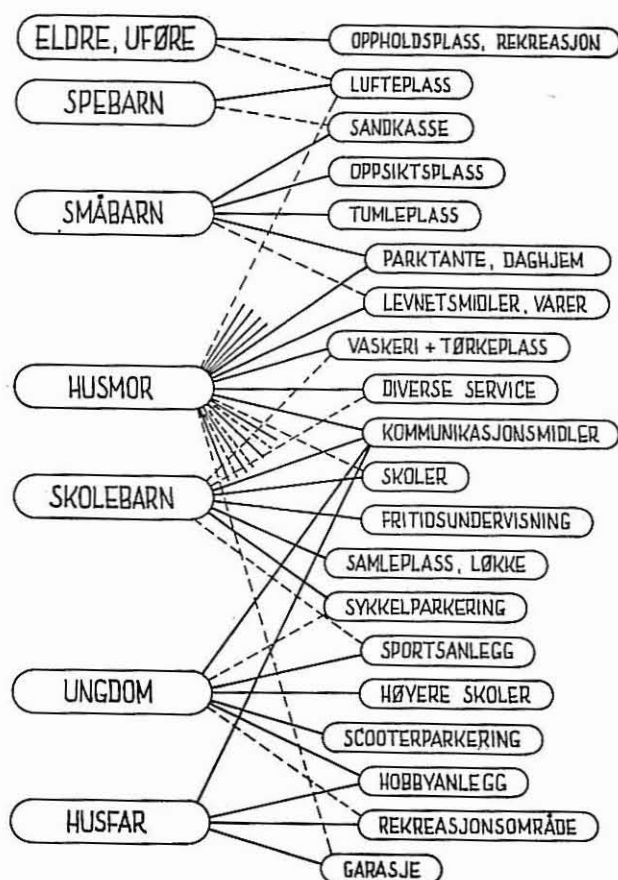 ELDRE, UFØRE
SPEBARN
SMÅBARN
HUSMOR
SKOLEBARN
UNGDOM
HUSFAR
OPPHOLDSPLASS, REKREASJON
LUFTEPLASS
SANDKASSE
OPPSIKTSPLASS
TUMLEPLASS
PARKTANTE, DAGHJEM
LEVNETSMIDLER, VARER
VASKERI + TØRKEPLASS
DIVERSE SERVICE
KOMMUNIKASJONSMIDLER
SKOLER
FRITIDSUNDERVISNING
SAMLEPLASS, LØKKE
SYKKELPARKERING
SPORTSANLEGG
HØYERE SKOLER
SCOOTERPARKERING
HOBBYANLEGG
REKREASJONSOMRÅDE
GARASJE